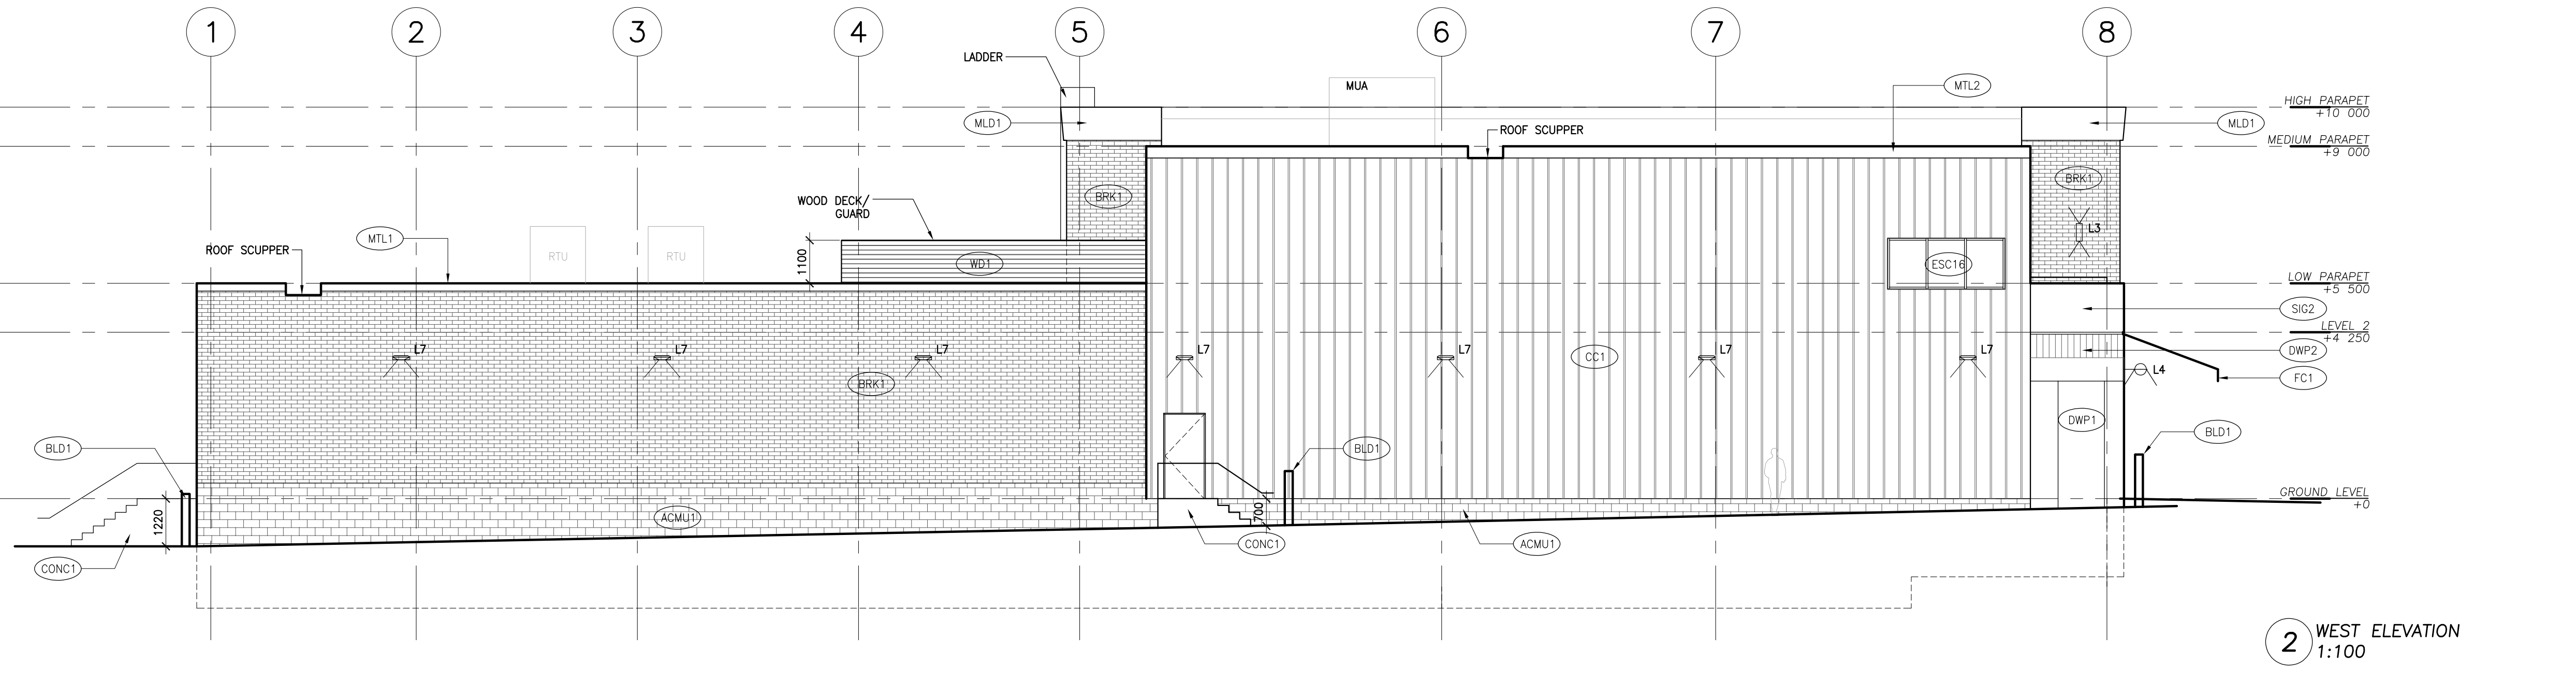 1
2
3
4
5
6
7
8
LADDER
MUA
MTL2
HIGH PARAPET
+10 000
MLD1
MLD1
ROOF SCUPPER
MEDIUM PARAPET
+9 000
BRK1
BRK1
WOOD DECK/
GUARD
L3
MTL1
ROOF SCUPPER
RTU
RTU
1100
WD1
ESC16
LOW PARAPET
+5 500
SIG2
LEVEL 2
+4 250
L7
L7
L7
L7
L7
L7
L7
CC1
DWP2
BRK1
L4
FC1
DWP1
BLD1
BLD1
BLD1
GROUND LEVEL
+0
1220
ACMU1
700
CONC1
ACMU1
CONC1
2
WEST ELEVATION
1:100